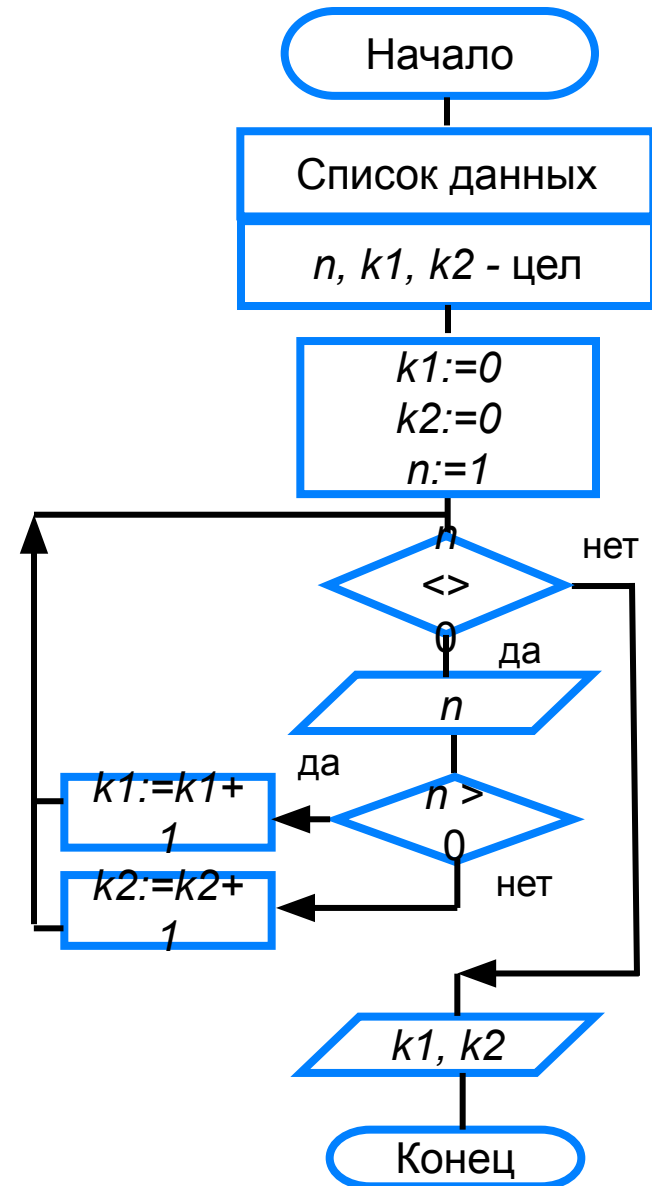 Начало
Список данных
n, k1, k2 - цел
k1:=0
k2:=0
n:=1
n
<>
0
нет
да
n
да
n >
0
k1:=k1+
1
нет
k2:=k2+
1
k1, k2
Конец